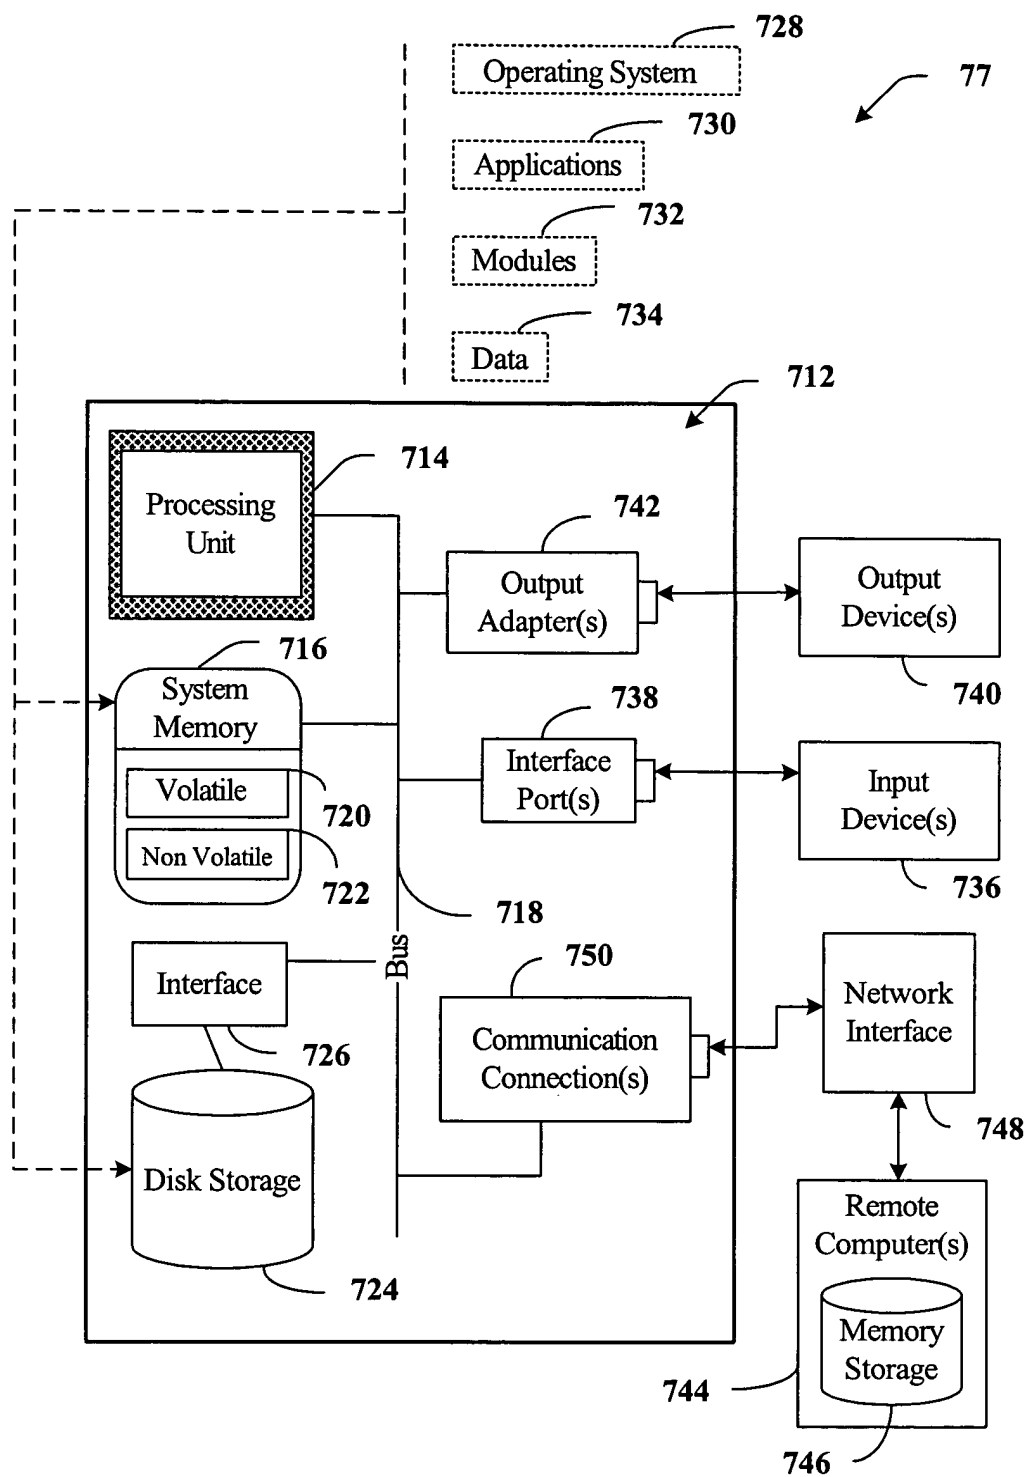 728
Operating System
77
730
Applications
732
Modules
734
Data
712
714
Processing
Unit
742
Output
Adapter(s)
Output
Device(s)
740
716
System
Memory
738
Interface
Port(s)
Input
Device(s)
736
Volatile
720
Non Volatile
722
718
Bus
750
Interface
726
Communication
Connection(s)
Network
Interface
748
Disk Storage
724
Remote
Computer(s)
Memory
Storage
744
746